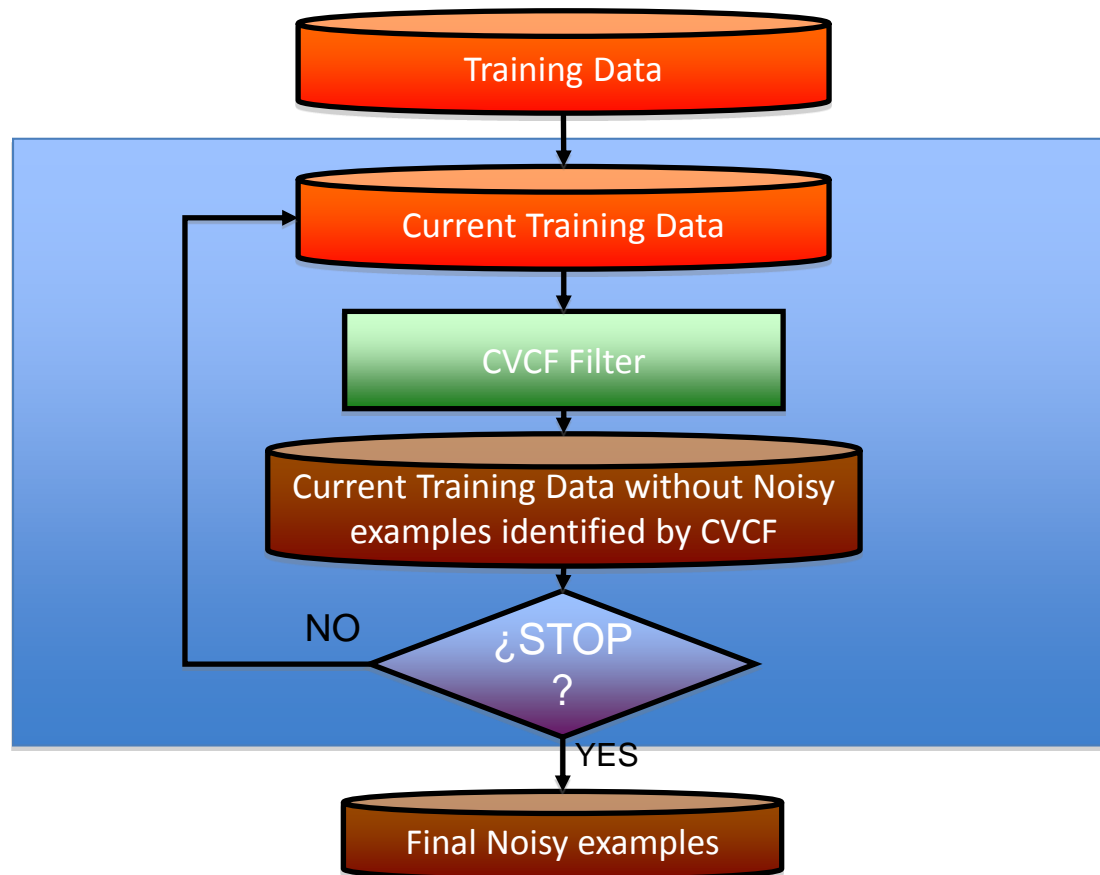 Training Data
Current Training Data
CVCF Filter
Current Training Data without Noisy
examples identified by CVCF
NO
¿STOP
?
YES
Final Noisy examples